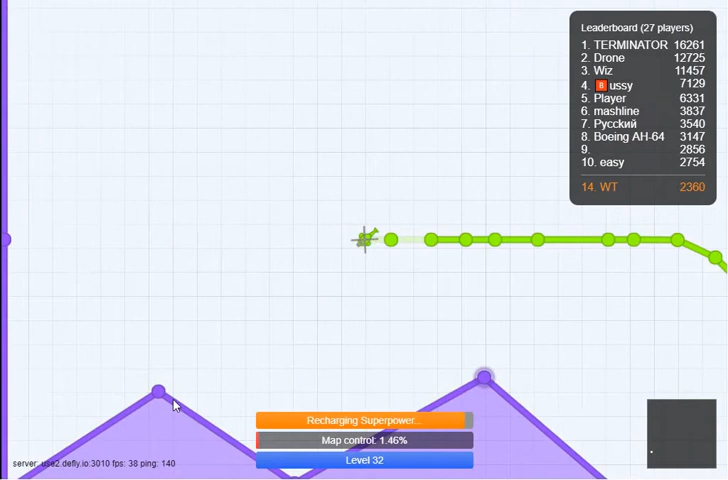 Leaderboard (27 players)
1. TERMINATOR 16261
2. Drone 12725
3. Wiz 11457
4. 🅱ussy 7129
5. Player 6331
6. mashline 3837
7. Русский 3540
8. Boeing AH-64 3147
9. 2856
10. easy 2754
14. WT 2360
Recharging Superpower...
Map control: 1.46%
Level 32
server: use2.defly.io:3010 fps: 38 ping: 140